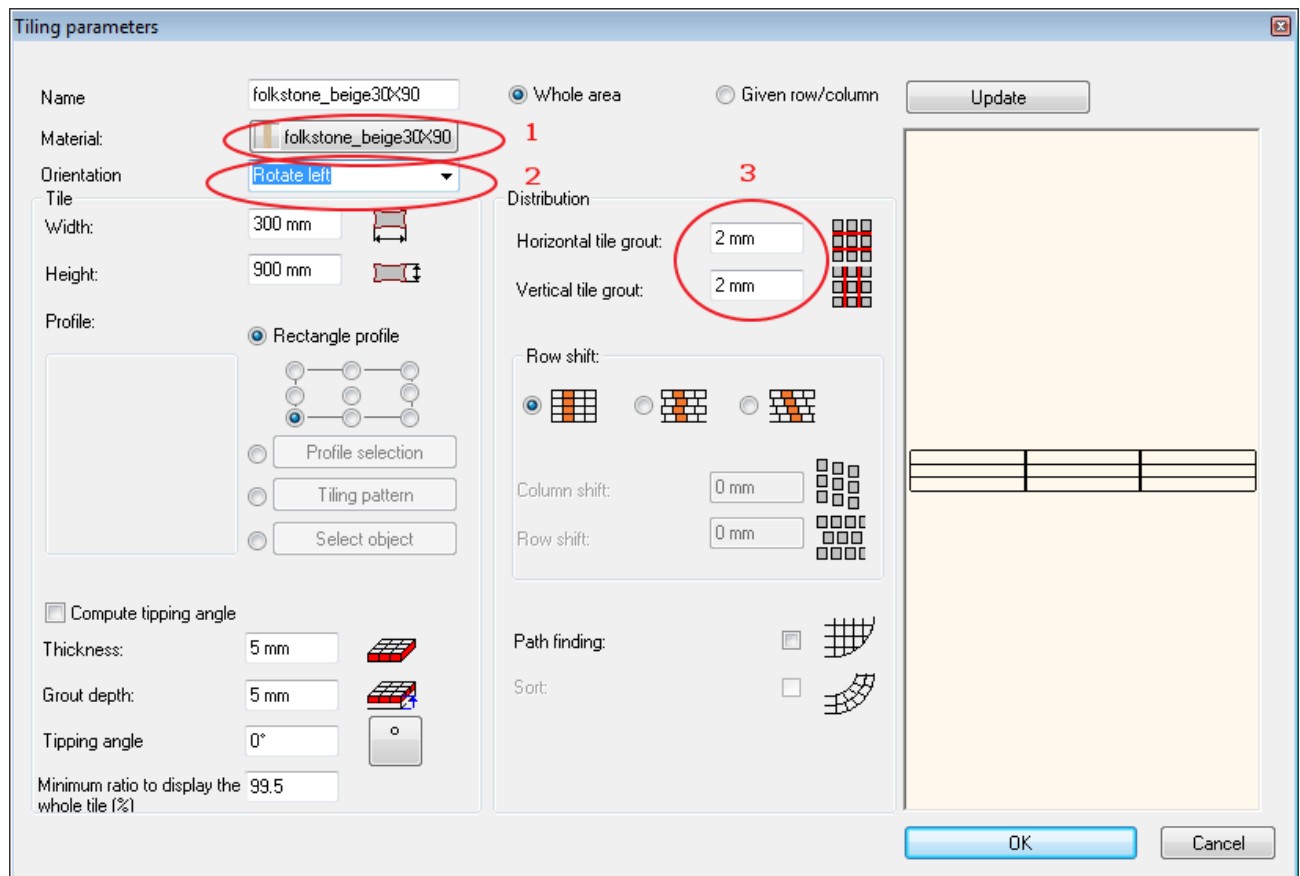 Tiling parameters
Name
folkstone_beige30X90
Whole area
Given row/column
Update
Material:
folkstone_beige30X90
1
Orientation
Rotate left
2
3
Tile
Width:
300 mm
Height:
900 mm
Profile:
Rectangle profile
Profile selection
Tiling pattern
Select object
Compute tipping angle
Thickness:
5 mm
Grout depth:
5 mm
Tipping angle
0°
Minimum ratio to display the
whole tile (%)
99.5
Distribution
Horizontal tile grout:
2 mm
Vertical tile grout:
2 mm
Row shift:
Column shift:
0 mm
Row shift:
0 mm
Path finding:
Sort:
OK
Cancel